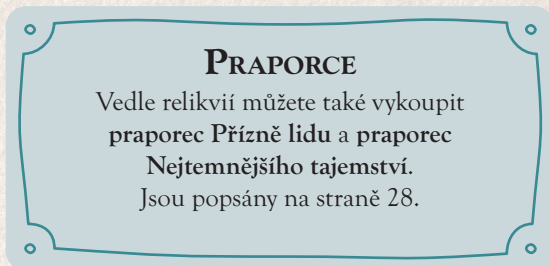 PRAPORCE
Vedle relikvií můžete také vykoupit
praporec Přízně lidu a praporec
Nejtemnějšího tajemství.
Jsou popsány na straně 28.